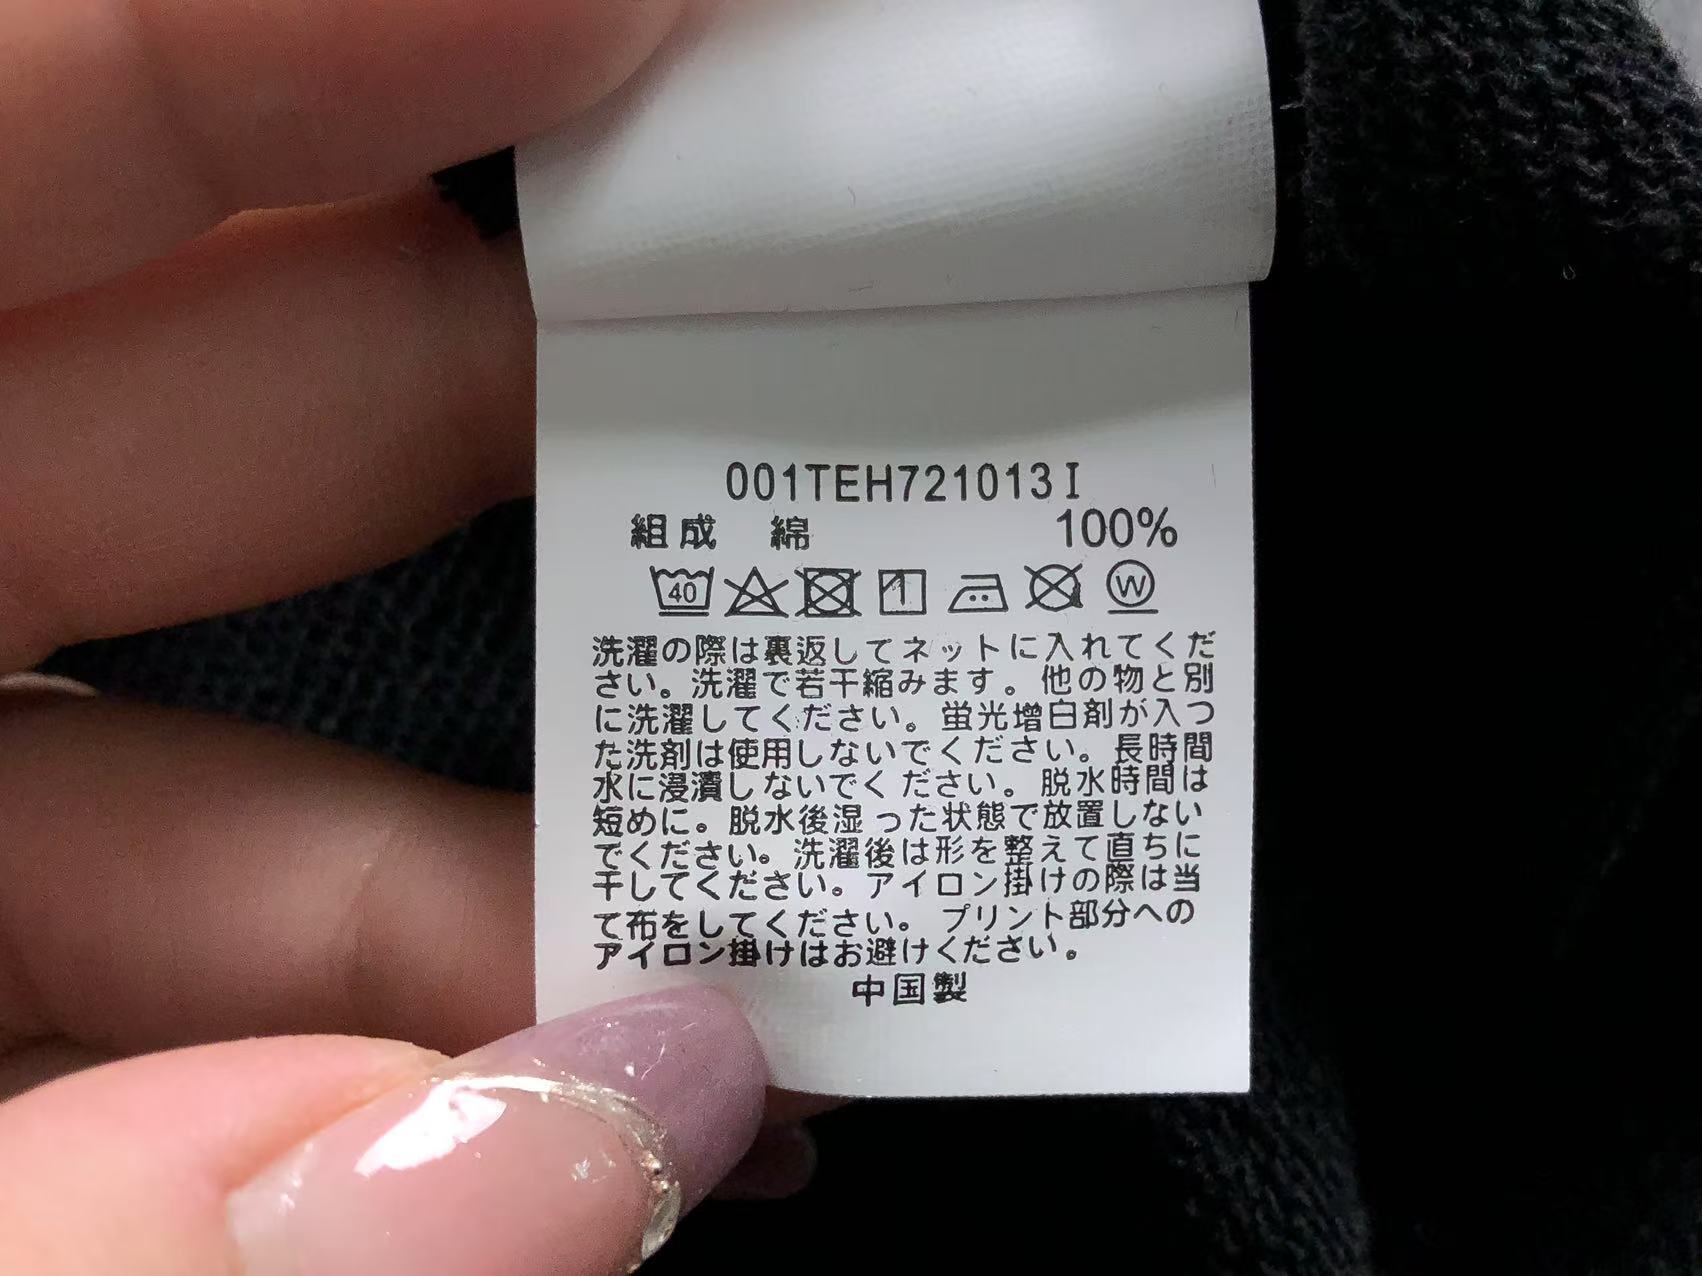 001TEH721013I
組成 綿 100%
40 W
洗濯の際は裏返してネットに入れてくだ
さい。洗濯で若干縮みます。他の物と別
に洗濯してください。蛍光増白剤が入っ
た洗剤は使用しないでください。長時間
水に浸漬しないでください。脱水時間は
短めに。脱水後湿った状態で放置しない
でください。洗濯後は形を整えて直ちに
干してください。アイロン掛けの際は当
て布をしてください。プリント部分への
アイロン掛けはお避けください。
中国製